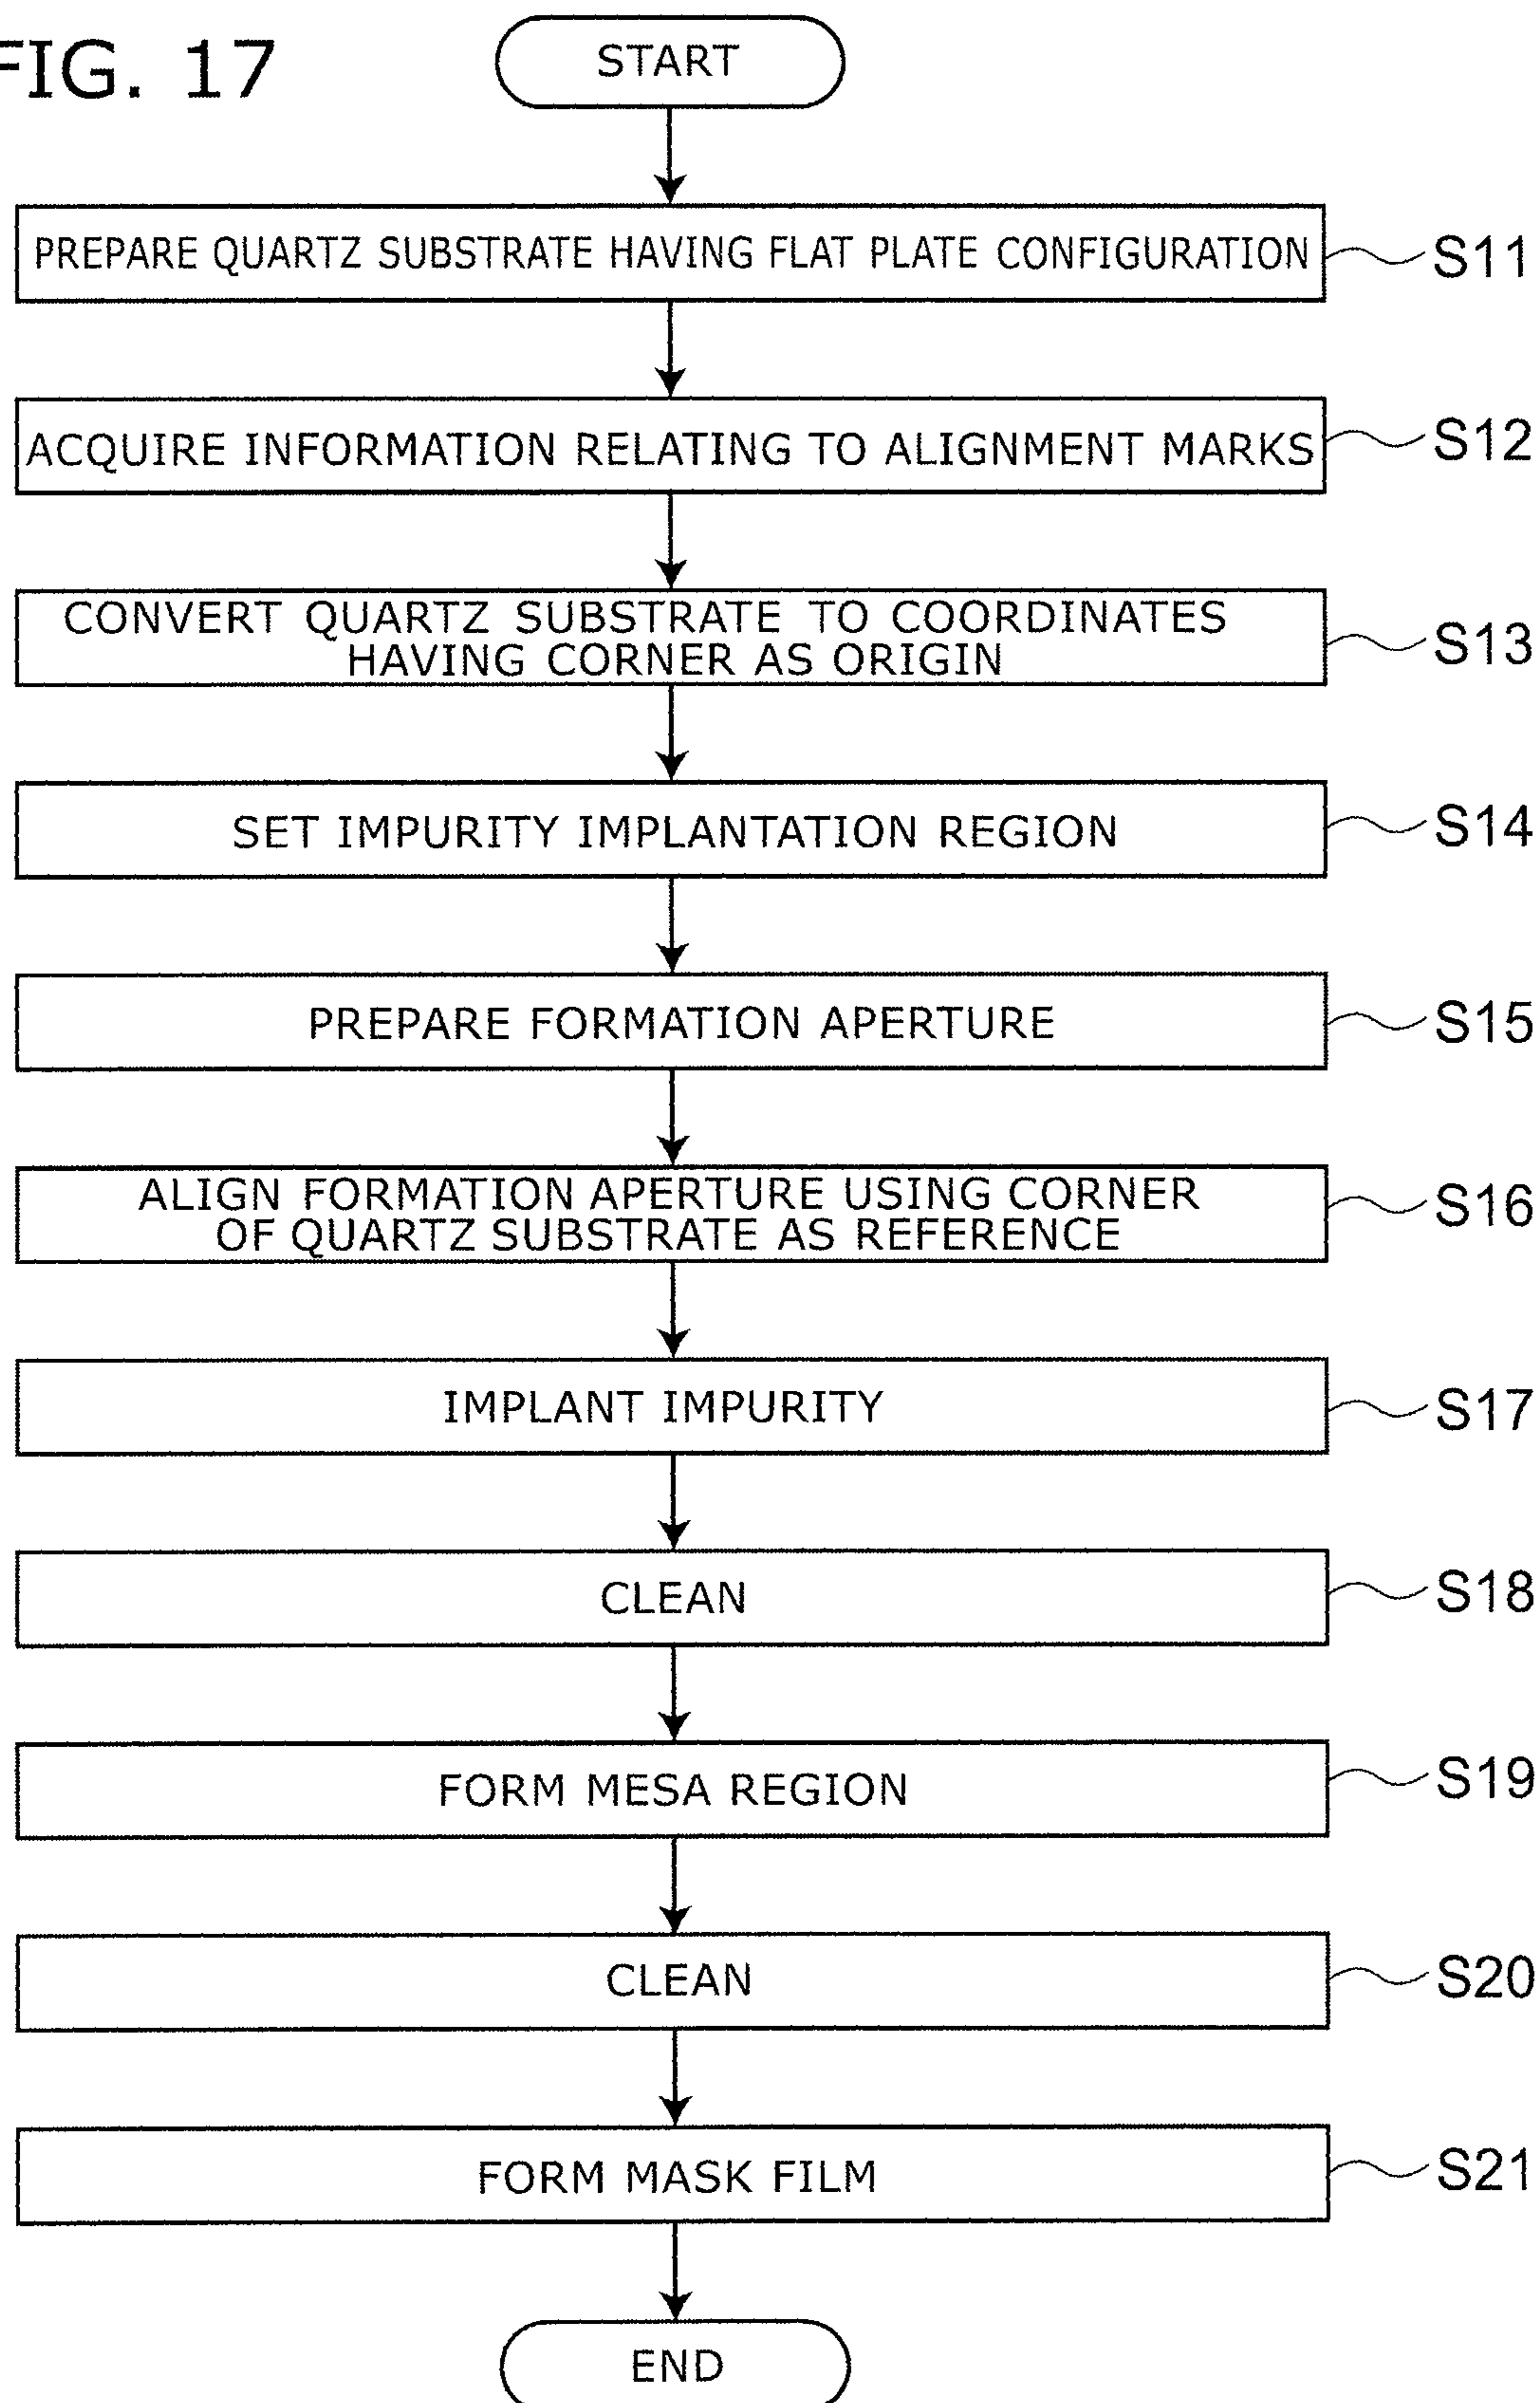 FIG. 17
START
PREPARE QUARTZ SUBSTRATE HAVING FLAT PLATE CONFIGURATION
S11
ACQUIRE INFORMATION RELATING TO ALIGNMENT MARKS
S12
CONVERT QUARTZ SUBSTRATE TO COORDINATES
HAVING CORNER AS ORIGIN
S13
SET IMPURITY IMPLANTATION REGION
S14
PREPARE FORMATION APERTURE
S15
ALIGN FORMATION APERTURE USING CORNER
OF QUARTZ SUBSTRATE AS REFERENCE
S16
IMPLANT IMPURITY
S17
CLEAN
S18
FORM MESA REGION
S19
CLEAN
S20
FORM MASK FILM
S21
END